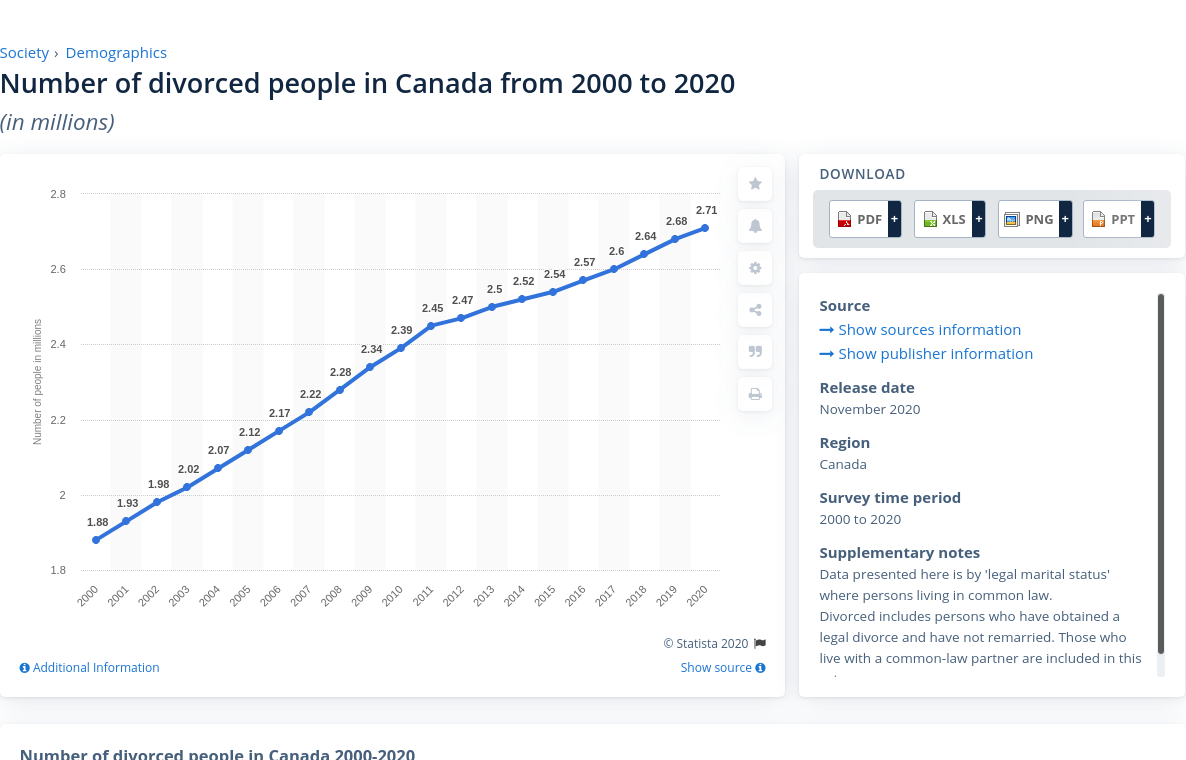 Society › Demographics
Number of divorced people in Canada from 2000 to 2020
(in millions)
2.8
2.6
2.4
2.2
2
1.8
Number of people in millions
1.88
1.93
1.98
2.02
2.07
2.12
2.17
2.22
2.28
2.34
2.39
2.45
2.47
2.5
2.52
2.54
2.57
2.6
2.64
2.68
2.71
2000
2001
2002
2003
2004
2005
2006
2007
2008
2009
2010
2011
2012
2013
2014
2015
2016
2017
2018
2019
2020
© Statista 2020
Additional Information
Show source
DOWNLOAD
PDF + XLS + PNG + PPT +
Source
Show sources information
Show publisher information
Release date
November 2020
Region
Canada
Survey time period
2000 to 2020
Supplementary notes
Data presented here is by 'legal marital status'
where persons living in common law.
Divorced includes persons who have obtained a
legal divorce and have not remarried. Those who
live with a common-law partner are included in this
Number of divorced people in Canada 2000-2020